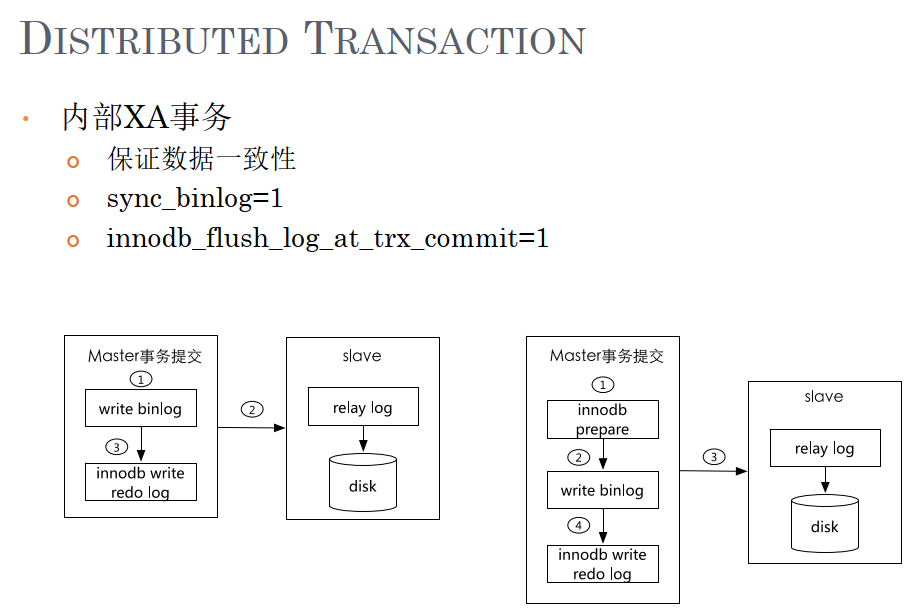 DISTRIBUTED TRANSACTION
• 内部XA事务
o 保证数据一致性
o sync_binlog=1
o innodb_flush_log_at_trx_commit=1
Master事务提交
1
write binlog
3
innodb write
redo log
2
slave
relay log
disk
Master事务提交
1
innodb
prepare
2
write binlog
4
innodb write
redo log
3
slave
relay log
disk